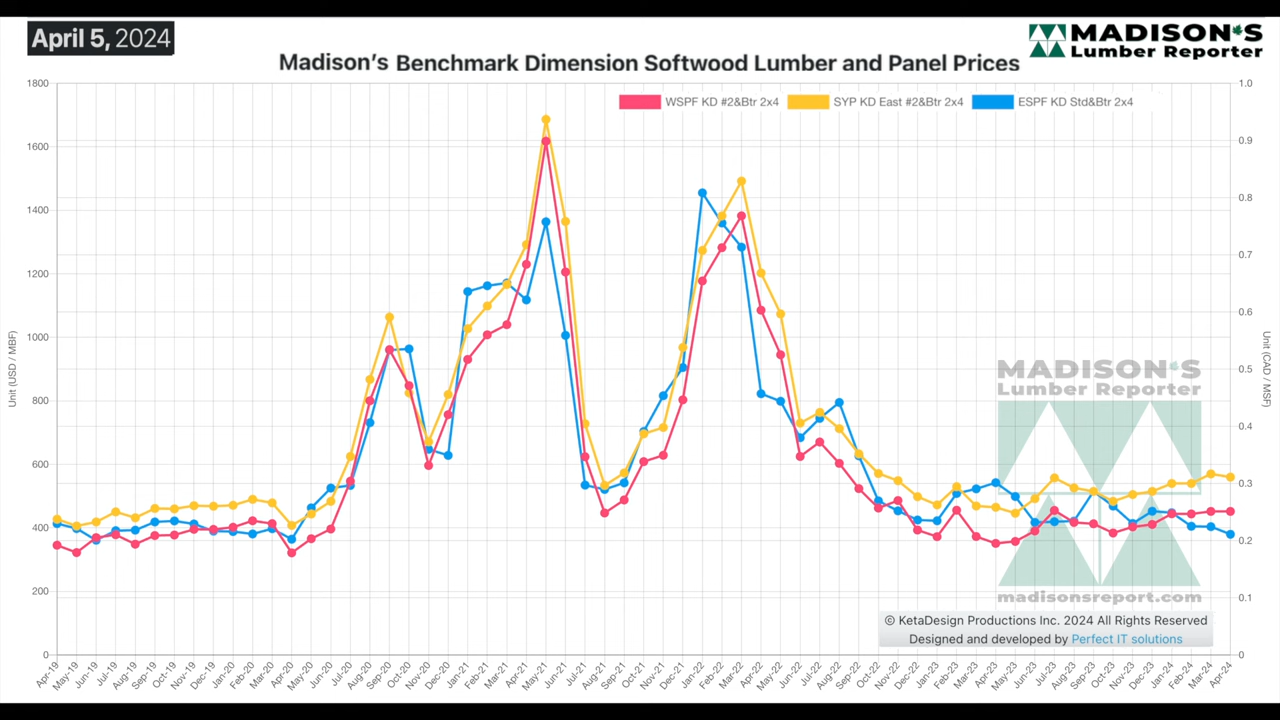 April 5, 2024
MADISON'S
Lumber Reporter
Madison's Benchmark Dimension Softwood Lumber and Panel Prices
WSPF KD #2&Btr 2x4
SYP KD East #2&Btr 2x4
ESPF KD Std&Btr 2x4
1800
1600
1400
1200
1000
800
600
400
200
0
Unit (USD / MBF)
1.0
0.9
0.8
0.7
0.6
0.5
0.4
0.3
0.2
0.1
0
Unit (CAD / MSF)
MADISON'S
Lumber Reporter
madisonsreport.com
© KetaDesign Productions Inc. 2024 All Rights Reserved
Designed and developed by Perfect IT solutions
Apr-19
May-19
Jun-19
Jul-19
Aug-19
Sep-19
Oct-19
Nov-19
Dec-19
Jan-20
Feb-20
Mar-20
Apr-20
May-20
Jun-20
Jul-20
Aug-20
Sep-20
Oct-20
Nov-20
Dec-20
Jan-21
Feb-21
Mar-21
Apr-21
May-21
Jun-21
Jul-21
Aug-21
Sep-21
Oct-21
Nov-21
Dec-21
Jan-22
Feb-22
Mar-22
Apr-22
May-22
Jun-22
Jul-22
Aug-22
Sep-22
Oct-22
Nov-22
Dec-22
Jan-23
Feb-23
Mar-23
Apr-23
May-23
Jun-23
Jul-23
Aug-23
Sep-23
Oct-23
Nov-23
Dec-23
Jan-24
Feb-24
Mar-24
Apr-24